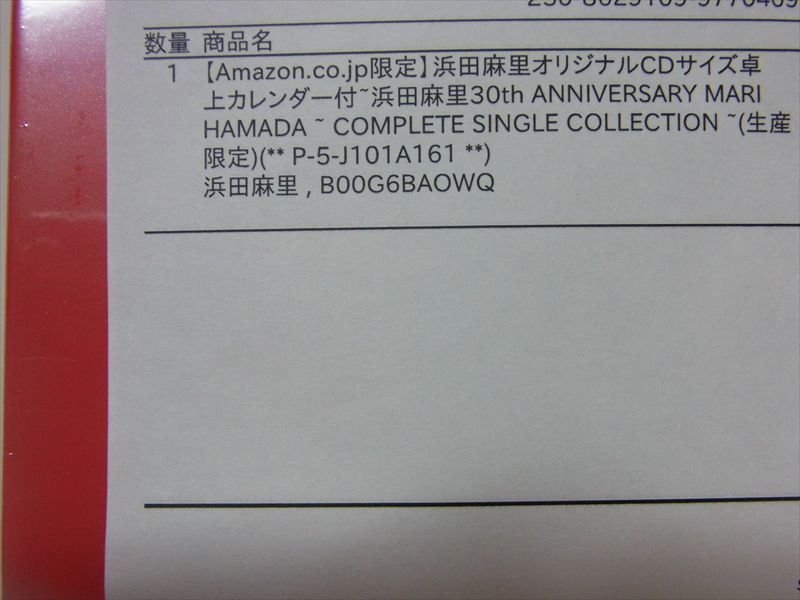 数量 商品名
1 【Amazon.co.jp限定】浜田麻里オリジナルCDサイズ卓
上カレンダー付~浜田麻里30th ANNIVERSARY MARI
HAMADA ~ COMPLETE SINGLE COLLECTION ~(生産
限定)(** P-5-J101A161 **)
浜田麻里 , B00G6BAOWQ